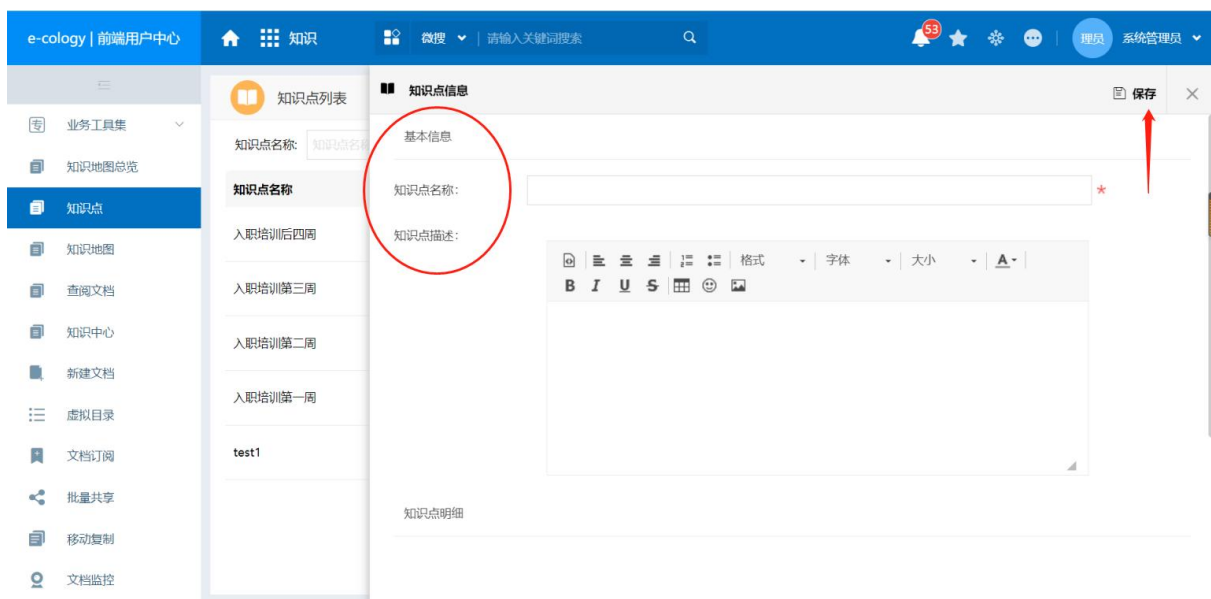 e-cology | 前端用户中心
知识
微搜 | 请输入关键词搜索
53
理员
系统管理员
业务工具集
知识地图总览
知识点
知识地图
查阅文档
知识中心
新建文档
虚拟目录
文档订阅
批量共享
移动复制
文档监控
知识点列表
知识点名称:
知识点名称
入职培训后四周
入职培训第三周
入职培训第二周
入职培训第一周
test1
知识点信息
保存
基本信息
知识点名称:
*
知识点描述:
格式 字体 大小 A
B I U S
知识点明细